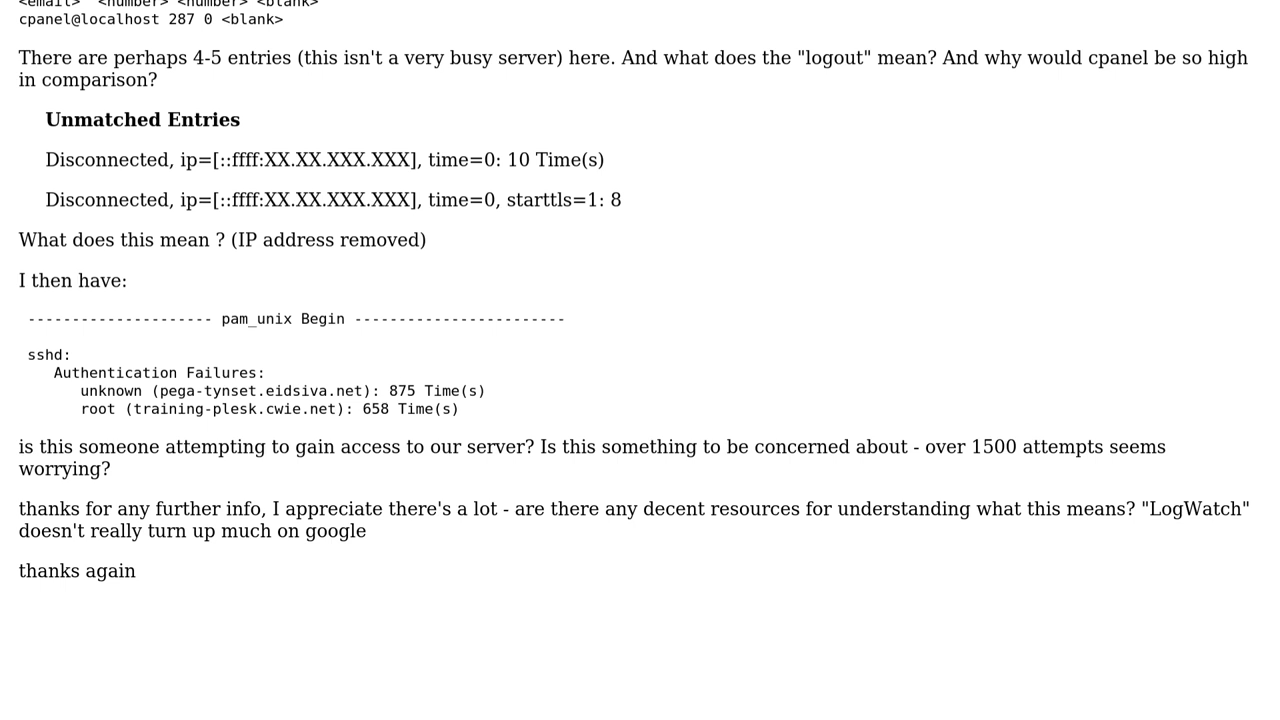 <email>  <number> <number> <blank>
cpanel@localhost 287 0 <blank>
There are perhaps 4-5 entries (this isn't a very busy server) here. And what does the "logout" mean? And why would cpanel be so high
in comparison?
Unmatched Entries
Disconnected, ip=[::ffff:XX.XX.XXX.XXX], time=0: 10 Time(s)
Disconnected, ip=[::ffff:XX.XX.XXX.XXX], time=0, starttls=1: 8
What does this mean ? (IP address removed)
I then have:
--------------------- pam_unix Begin ------------------------
sshd:
Authentication Failures:
unknown (pega-tynset.eidsiva.net): 875 Time(s)
root (training-plesk.cwie.net): 658 Time(s)
is this someone attempting to gain access to our server? Is this something to be concerned about - over 1500 attempts seems
worrying?
thanks for any further info, I appreciate there's a lot - are there any decent resources for understanding what this means? "LogWatch"
doesn't really turn up much on google
thanks again